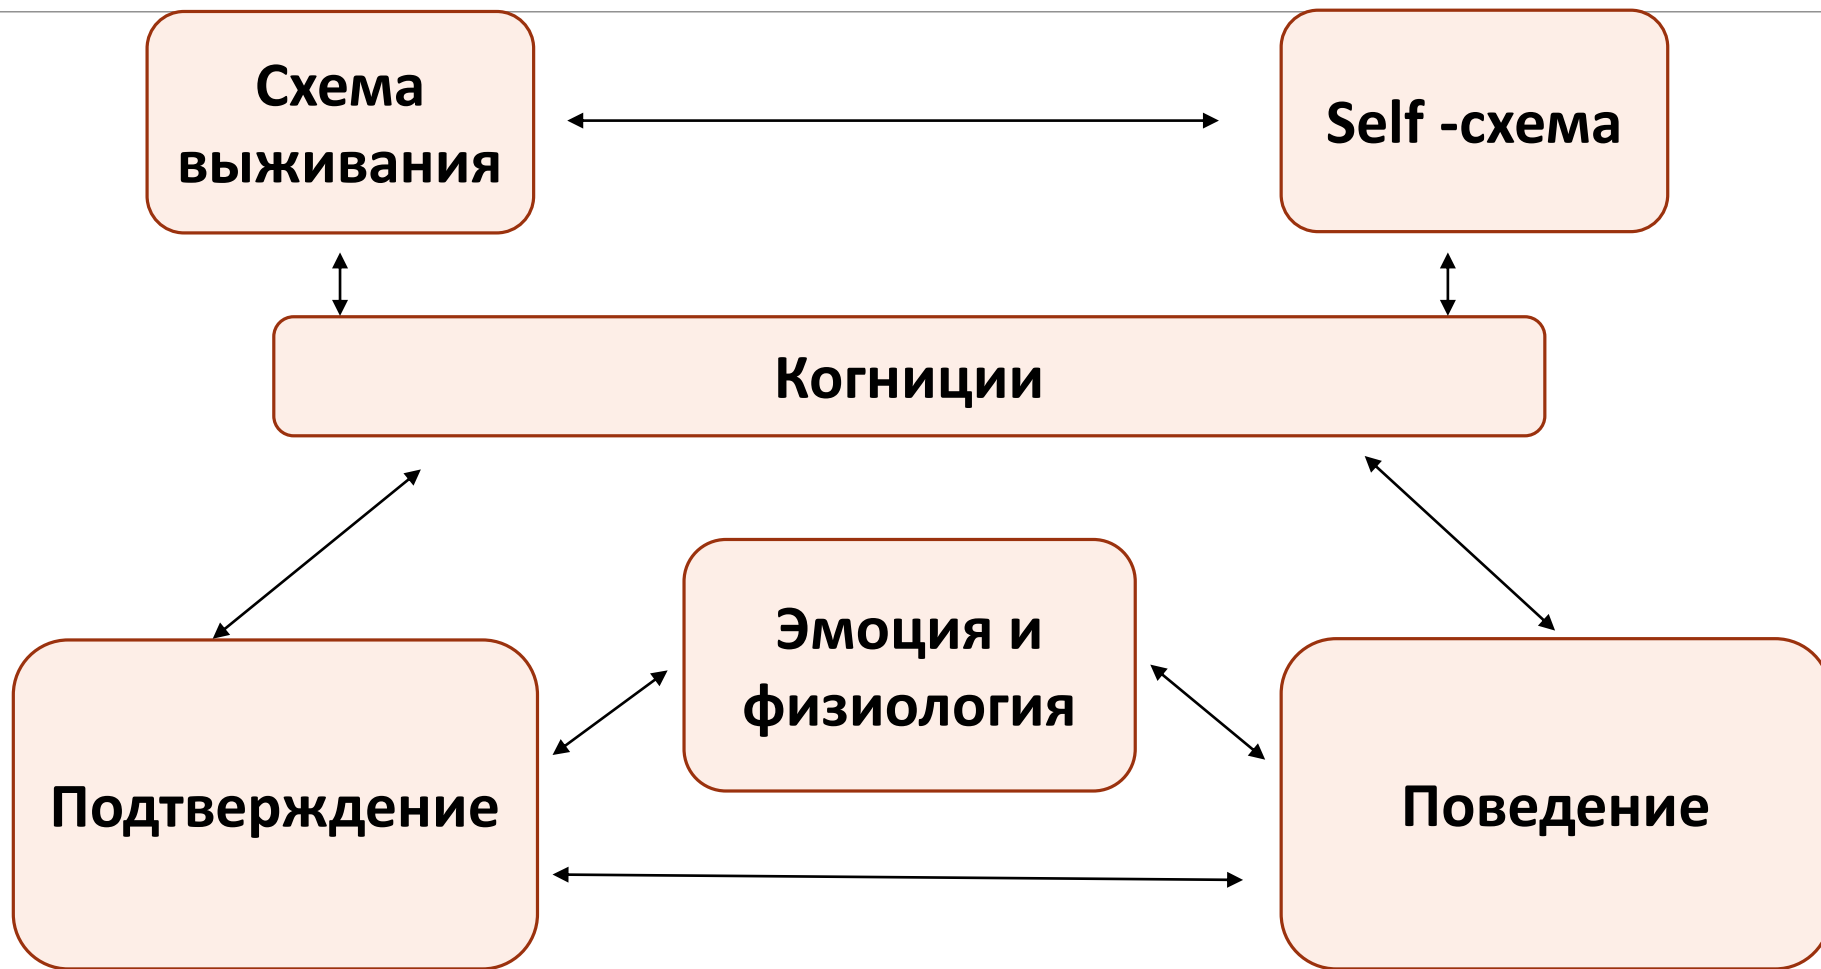 Схема
выживания
Self -схема
Когниции
Эмоция и
физиология
Подтверждение
Поведение